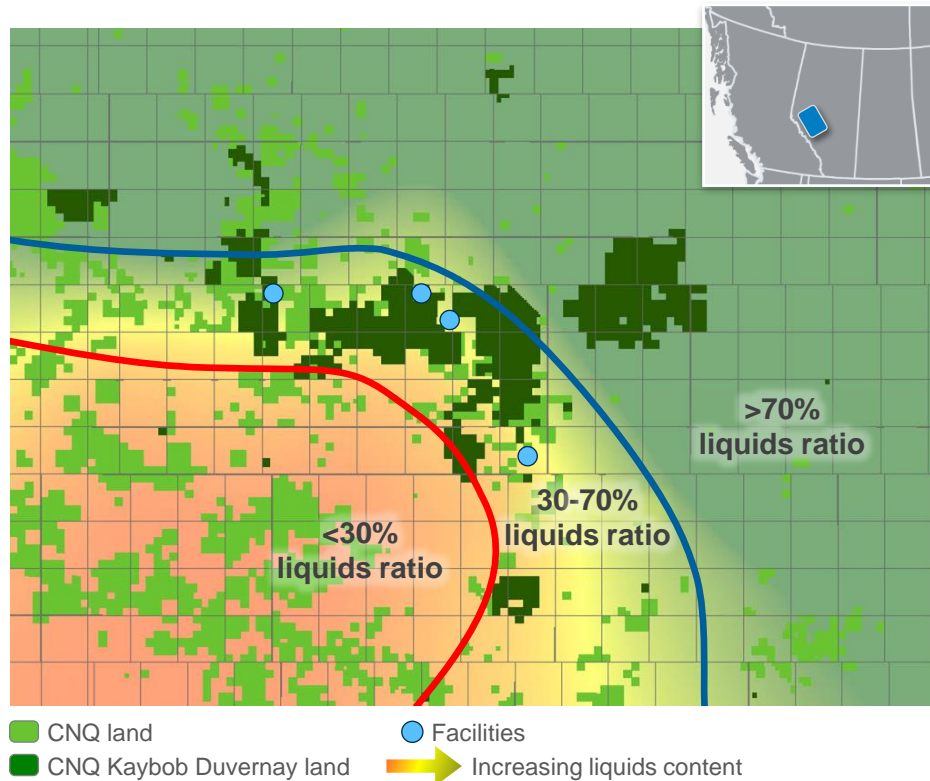 >70%
liquids ratio
30-70%
liquids ratio
<30%
liquids ratio
CNQ land
Facilities
CNQ Kaybob Duvernay land
Increasing liquids content